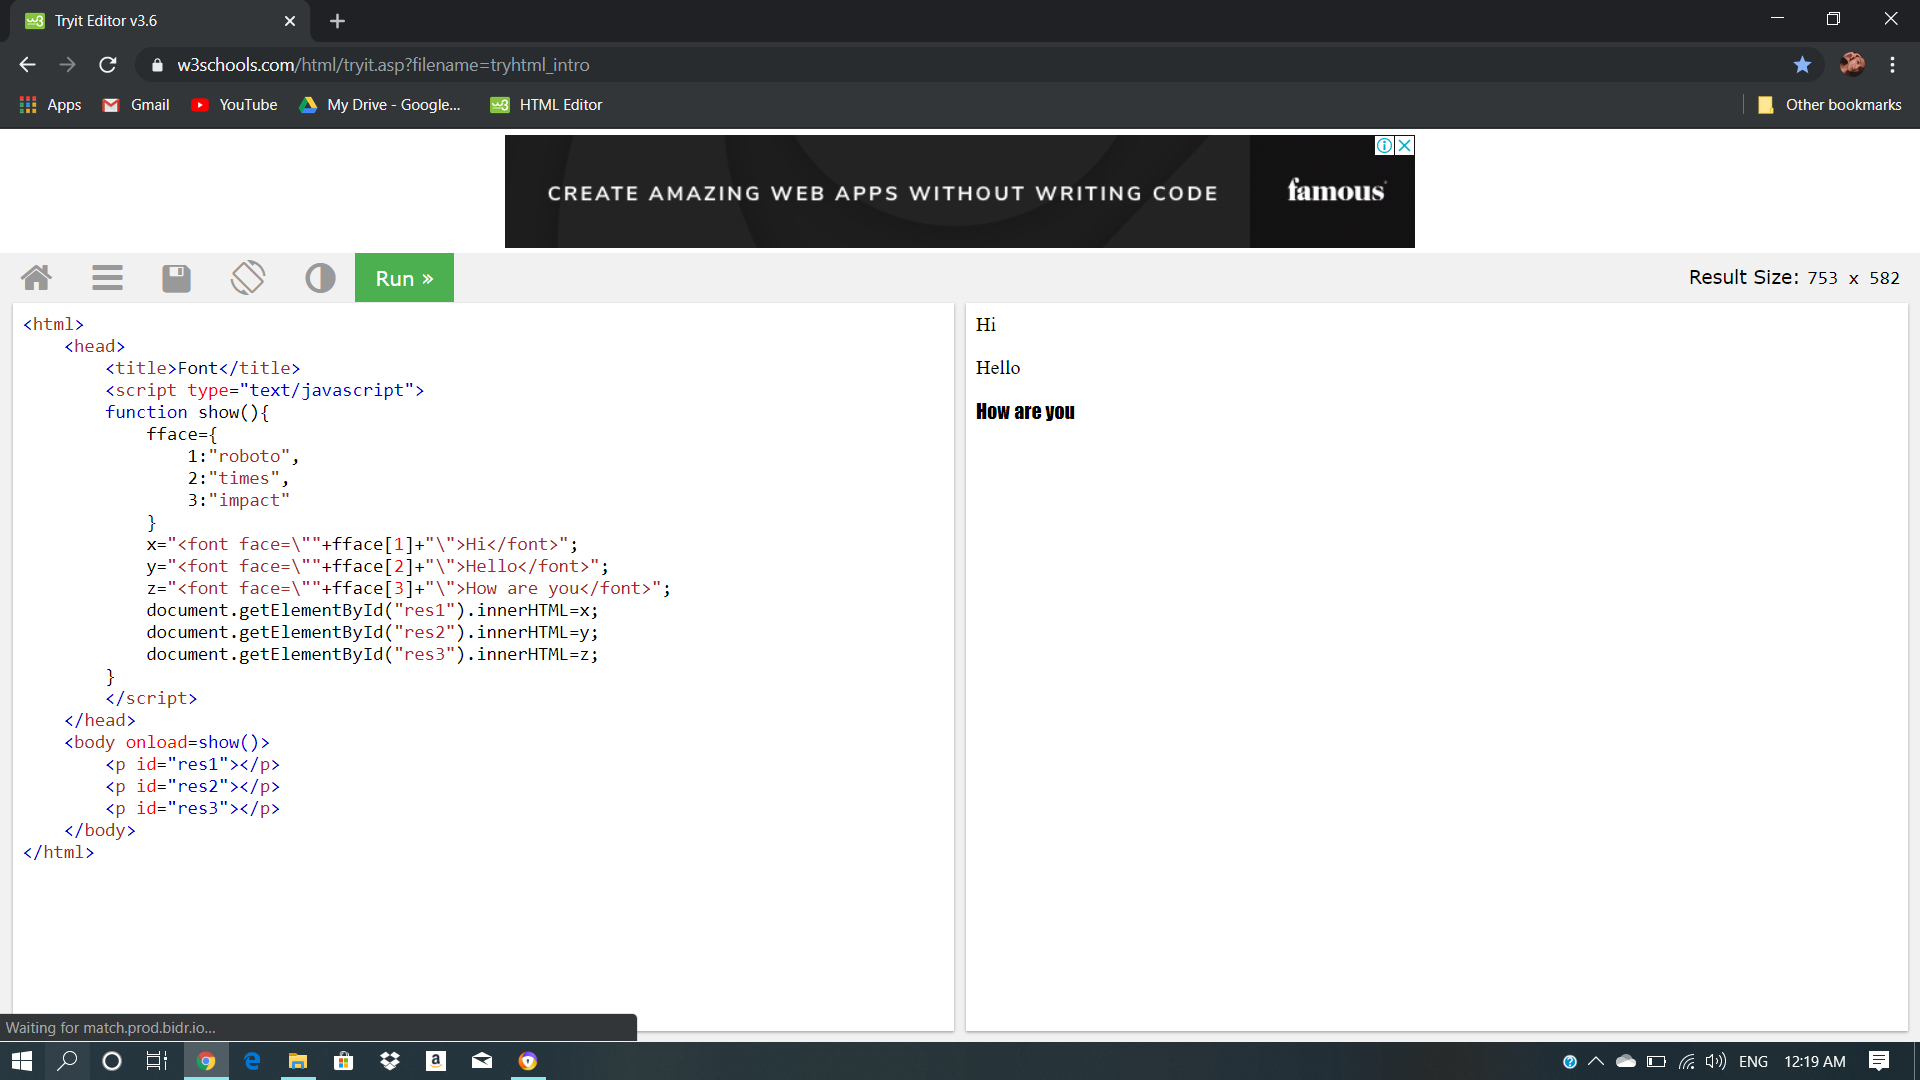 Tryit Editor v3.6
w3schools.com/html/tryit.asp?filename=tryhtml_intro
Apps Gmail YouTube My Drive - Google... HTML Editor Other bookmarks
CREATE AMAZING WEB APPS WITHOUT WRITING CODE famous
Run » Result Size: 753 x 582
<html>
<head>
<title>Font</title>
<script type="text/javascript">
function show(){
fface={
1:"roboto",
2:"times",
3:"impact"
}
x="<font face=\""+fface[1]+"\">Hi</font>";
y="<font face=\""+fface[2]+"\">Hello</font>";
z="<font face=\""+fface[3]+"\">How are you</font>";
document.getElementById("res1").innerHTML=x;
document.getElementById("res2").innerHTML=y;
document.getElementById("res3").innerHTML=z;
}
</script>
</head>
<body onload=show()>
<p id="res1"></p>
<p id="res2"></p>
<p id="res3"></p>
</body>
</html>
Hi
Hello
How are you
Waiting for match.prod.bidr.io...
ENG 12:19 AM